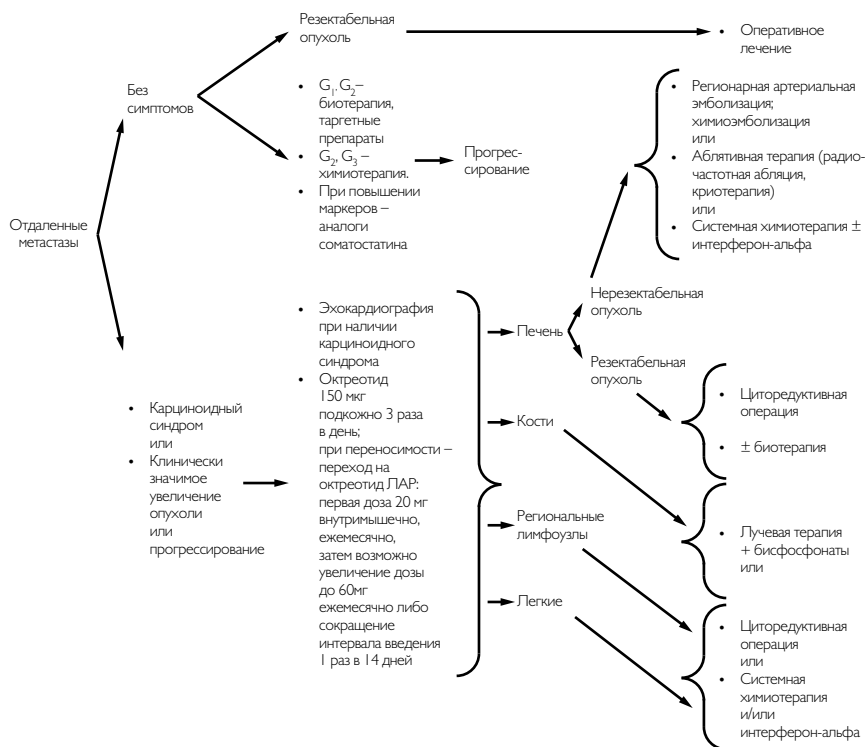 Резектабельная
опухоль
• Оперативное
лечение
Без
симптомов
• G1, G2–
биотерапия,
таргетные
препараты
• G2, G3 –
химиотерапия.
• При повышении
маркеров –
аналоги
соматостатина
Прогрес-
сирование
• Регионарная артериальная
эмболизация;
химиоэмболизация
или
• Аблятивная терапия (радио-
частотная абляция,
криотерапия)
или
• Системная химиотерапия ±
интерферон-альфа
Отдаленные
метастазы
• Карциноидный
синдром
или
• Клинически
значимое
увеличение
опухоли
или
прогрессирование
• Эхокардиография
при наличии
карциноидного
синдрома
• Октреотид
150 мкг
подкожно 3 раза
в день;
при переносимости –
переход на
октреотид ЛАР:
первая доза 20 мг
внутримышечно,
ежемесячно,
затем возможно
увеличение дозы
до 60мг
ежемесячно либо
сокращение
интервала введения
1 раз в 14 дней
Печень
Нерезектабельная
опухоль
Резектабельная
опухоль
• Циторедуктивная
операция
• ± биотерапия
Кости
• Лучевая терапия
+ бисфосфонаты
или
Региональные
лимфоузлы
Легкие
• Циторедуктивная
операция
или
• Системная
химиотерапия
и/или
интерферон-альфа